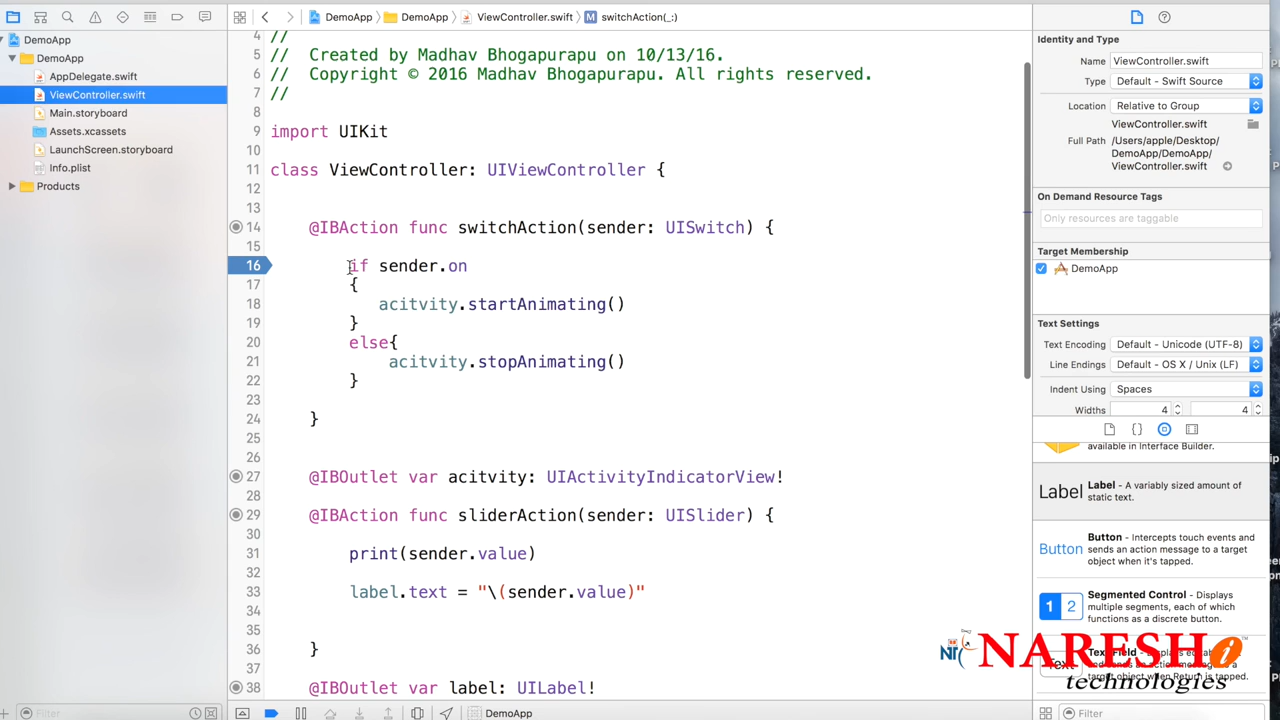 DemoApp
DemoApp
AppDelegate.swift
ViewController.swift
Main.storyboard
Assets.xcassets
LaunchScreen.storyboard
Info.plist
Products
Filter
DemoApp DemoApp ViewController.swift M switchAction(_:)
4 //
5 //  Created by Madhav Bhogapurapu on 10/13/16.
6 //  Copyright © 2016 Madhav Bhogapurapu. All rights reserved.
7 //
8
9 import UIKit
10
11 class ViewController: UIViewController {
12
13
14 @IBAction func switchAction(sender: UISwitch) {
15
16 if sender.on
17 {
18 acitvity.startAnimating()
19 }
20 else{
21 acitvity.stopAnimating()
22 }
23
24 }
25
26
27 @IBOutlet var acitvity: UIActivityIndicatorView!
28
29 @IBAction func sliderAction(sender: UISlider) {
30
31 print(sender.value)
32
33 label.text = "\(sender.value)"
34
35
36 }
37
38 @IBOutlet var label: UILabel!
DemoApp
Identity and Type
Name ViewController.swift
Type Default - Swift Source
Location Relative to Group
ViewController.swift
Full Path /Users/apple/Desktop/
DemoApp/DemoApp/
ViewController.swift
On Demand Resource Tags
Only resources are taggable
Target Membership
DemoApp
Text Settings
Text Encoding Default - Unicode (UTF-8)
Line Endings Default - OS X / Unix (LF)
Indent Using Spaces
Widths 4 4
available in Interface Builder.
Label Label - A variably sized amount of
static text.
Button Button - Intercepts touch events and
sends an action message to a target
object when it's tapped.
1 2 Segmented Control - Displays
multiple segments, each of which
functions as a discrete button.
Text Text Field
object when Return is tapped.
NARESH i
technologies
Filter